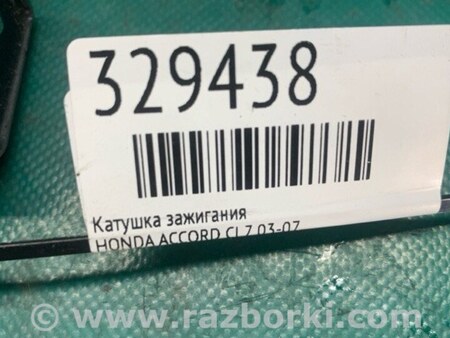 329438
Катушка зажигания
HONDA ACCORD CL7 03-07
www.razborki.com